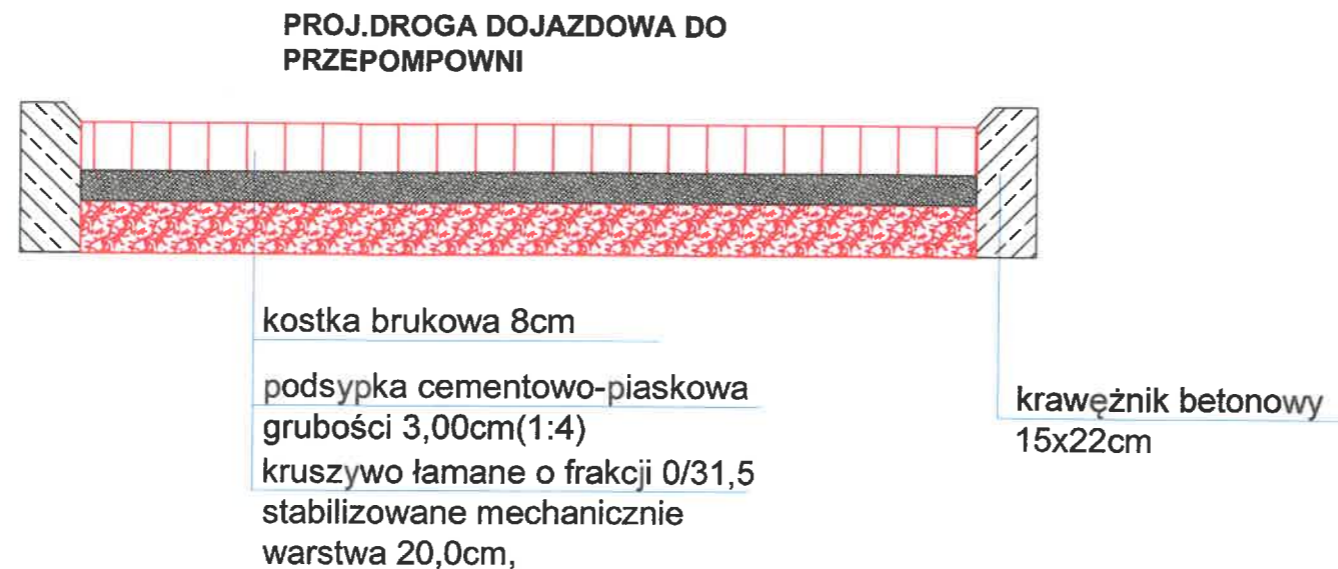 PROJ.DROGA DOJAZDOWA DO
PRZEPOMPOWNI
kostka brukowa 8cm
podsypka cementowo-piaskowa
grubości 3,00cm(1:4)
kruszywo łamane o frakcji 0/31,5
stabilizowane mechanicznie
warstwa 20,0cm,
krawężnik betonowy
15x22cm